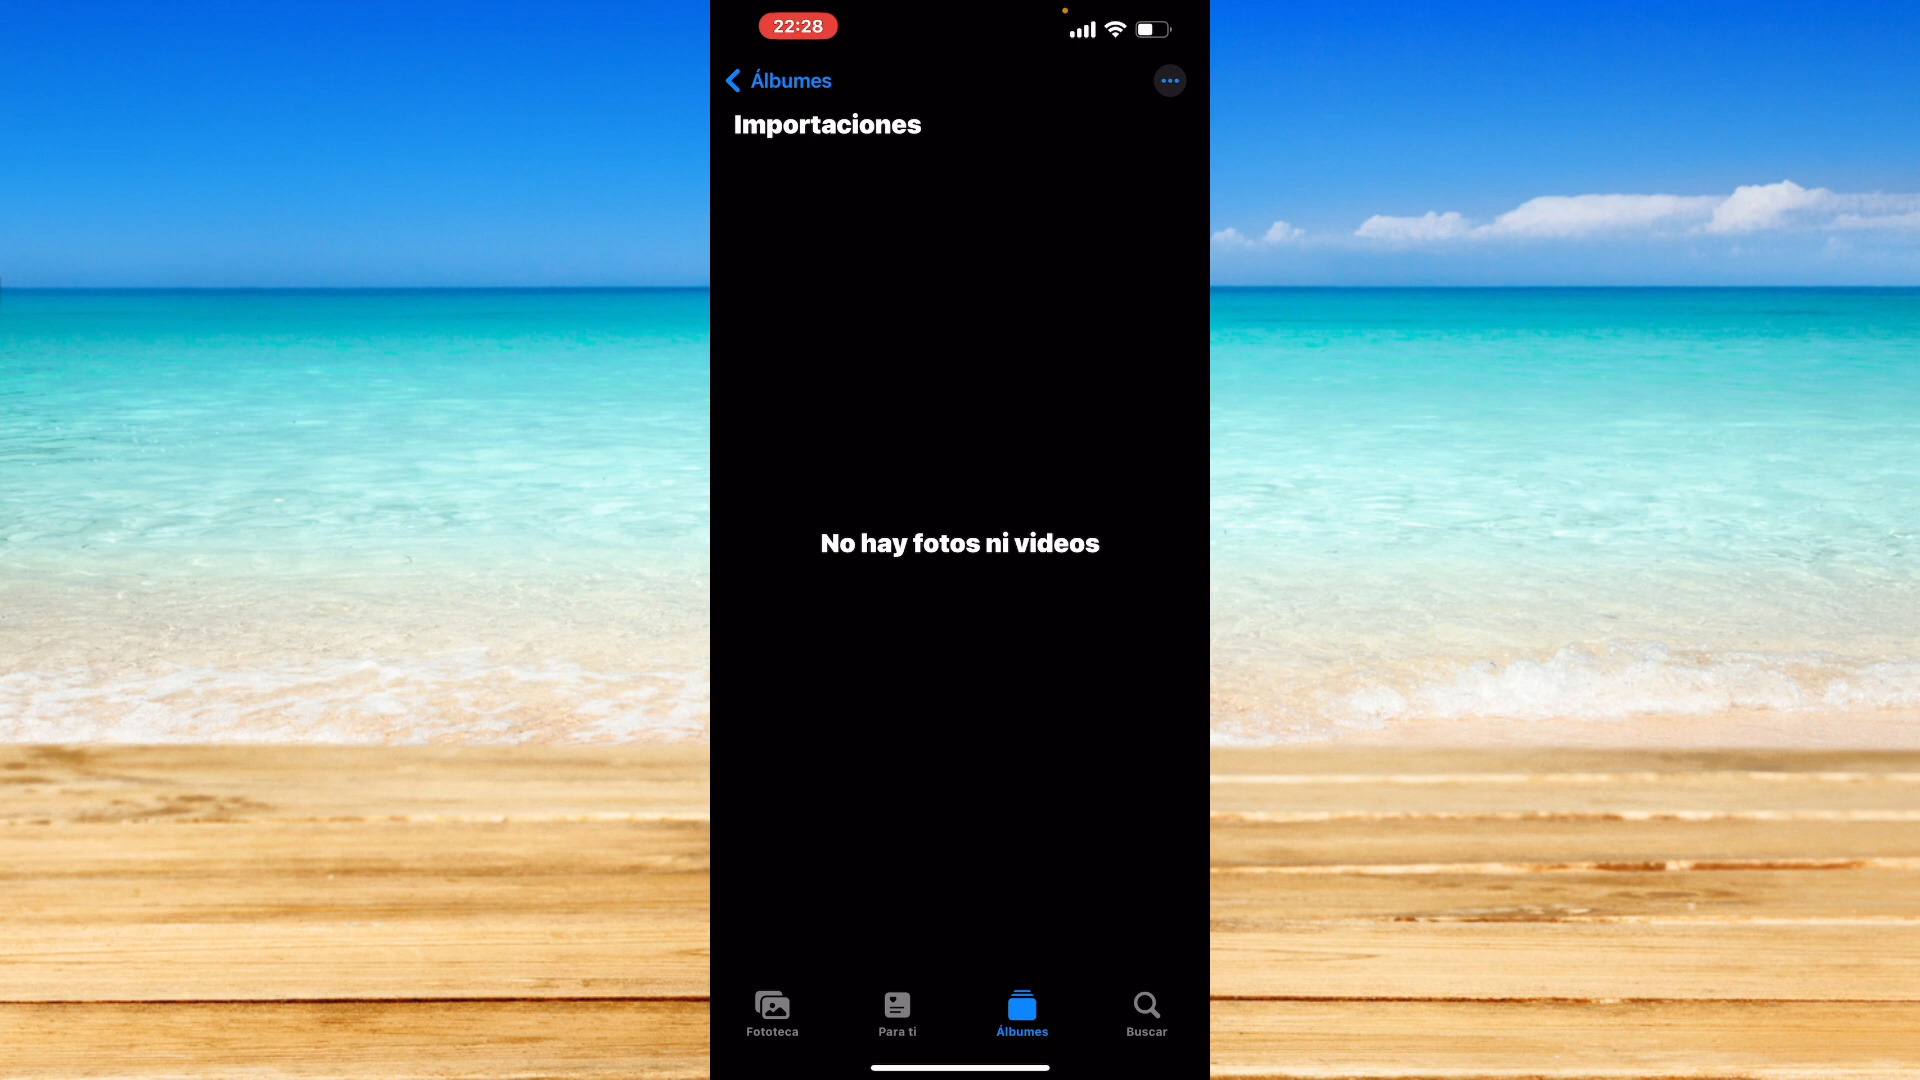 22:28
Álbumes
Importaciones
No hay fotos ni videos
Fototeca
Para ti
Álbumes
Buscar